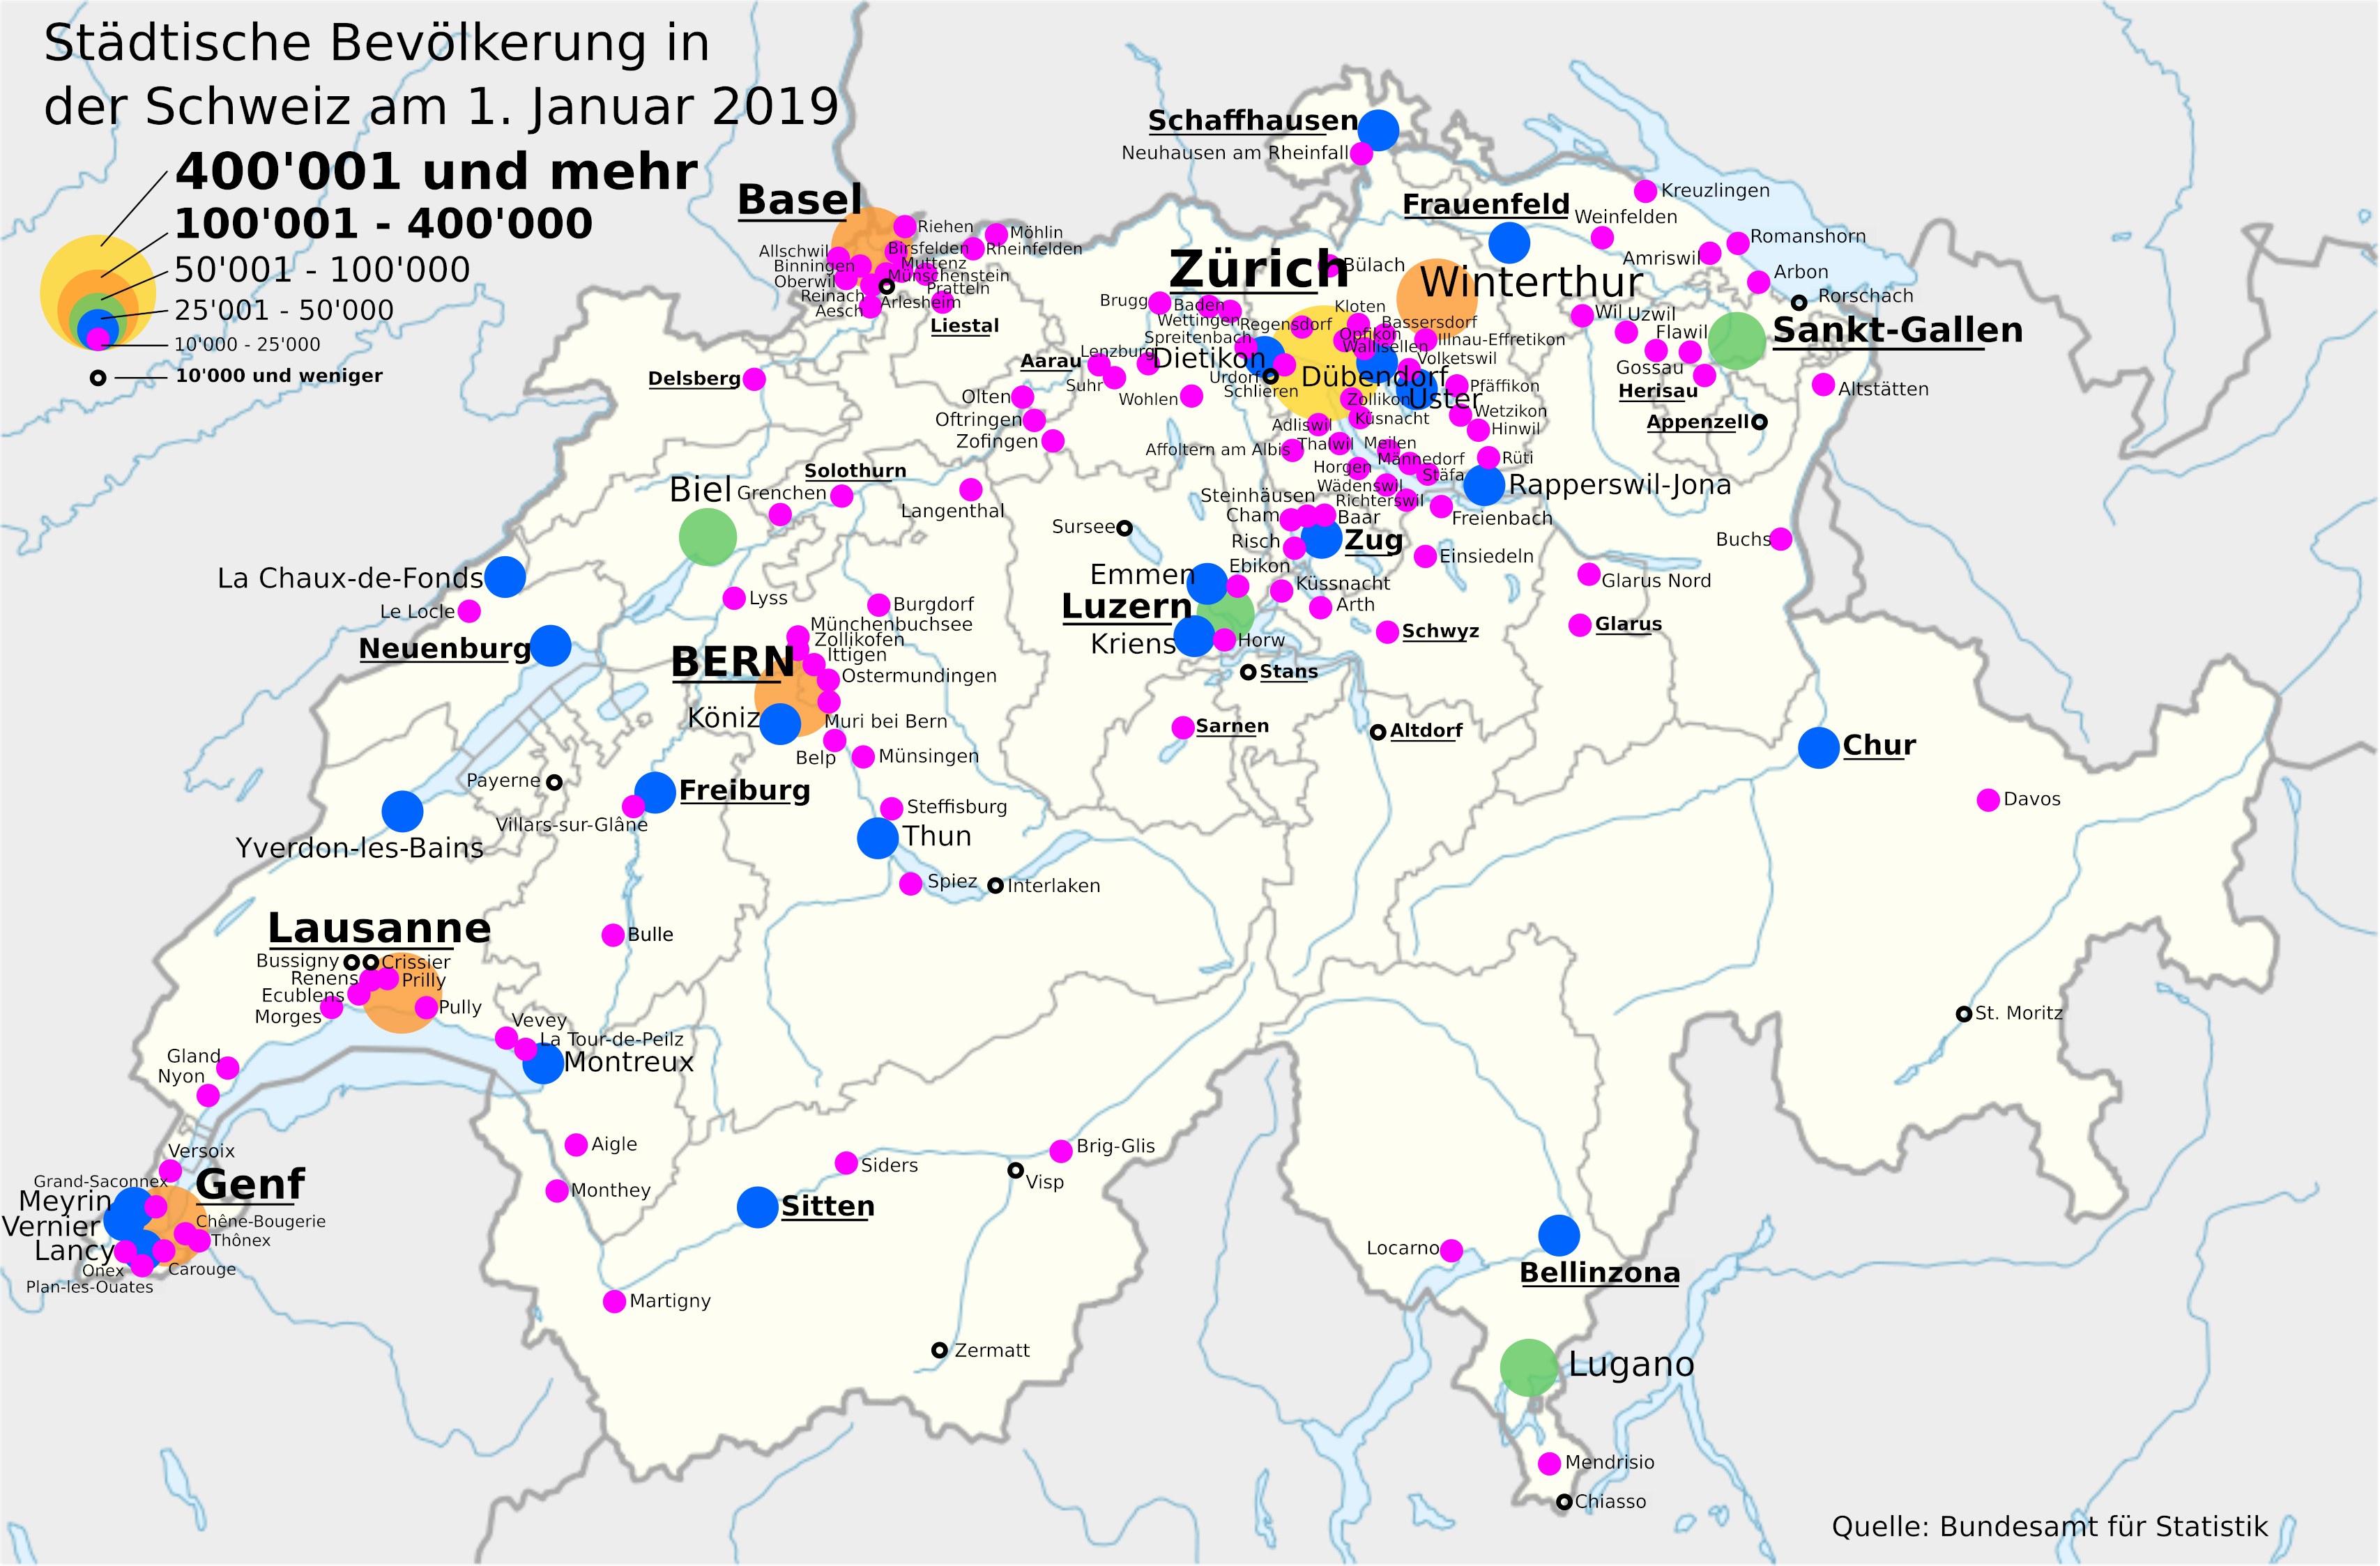 Städtische Bevölkerung in
der Schweiz am 1. Januar 2019
400'001 und mehr
100'001 - 400'000
50'001 - 100'000
25'001 - 50'000
10'000 - 25'000
10'000 und weniger
Schaffhausen
Neuhausen am Rheinfall
Basel
Riehen
Möhlin
Birsfelden
Rheinfelden
Allschwil
Muttenz
Binningen
Münschenstein
Oberwil
Pratteln
Reinach
Arlesheim
Aesch
Liestal
Kreuzlingen
Frauenfeld
Weinfelden
Romanshorn
Amriswil
Arbon
Rorschach
Zürich
Bülach
Winterthur
Brugg
Baden
Wettingen
Kloten
Regensdorf
Bassersdorf
Opfikon
Illnau-Effretikon
Spreitenbach
Wallisellen
Lenzburg
Dietikon
Volketswil
Aarau
Urdorf
Dübendorf
Pfäffikon
Suhr
Schlieren
Uster
Wohlen
Zollikon
Wil
Uzwil
Flawil
Sankt-Gallen
Gossau
Herisau
Altstätten
Appenzell
Delsberg
Olten
Oftringen
Zofingen
Küsnacht
Wetzikon
Adliswil
Hinwil
Affoltern am Albis
Thalwil
Meilen
Männedorf
Rüti
Horgen
Stäfa
Wädenswil
Rapperswil-Jona
Steinhäusen
Richterswil
Cham
Baar
Freienbach
Solothurn
Biel
Grenchen
Langenthal
Sursee
Risch
Zug
Einsiedeln
Buchs
La Chaux-de-Fonds
Emmen
Ebikon
Küssnacht
Glarus Nord
Le Locle
Lyss
Burgdorf
Luzern
Arth
Münchenbuchsee
Zollikofen
Neuenburg
Kriens
Horw
Schwyz
Glarus
BERN
Ittigen
Ostermundingen
Stans
Köniz
Muri bei Bern
Sarnen
Altdorf
Chur
Belp
Münsingen
Payerne
Freiburg
Davos
Villars-sur-Glâne
Steffisburg
Yverdon-les-Bains
Thun
Spiez
Interlaken
Lausanne
Bulle
Bussigny
Crissier
Renens
Prilly
Ecublens
Morges
Pully
St. Moritz
Vevey
La Tour-de-Peilz
Montreux
Gland
Nyon
Aigle
Brig-Glis
Versoix
Siders
Visp
Grand-Saconnex
Genf
Monthey
Meyrin
Sitten
Vernier
Chêne-Bougerie
Thônex
Lancy
Onex
Carouge
Plan-les-Ouates
Locarno
Bellinzona
Martigny
Zermatt
Lugano
Mendrisio
Chiasso
Quelle: Bundesamt für Statistik